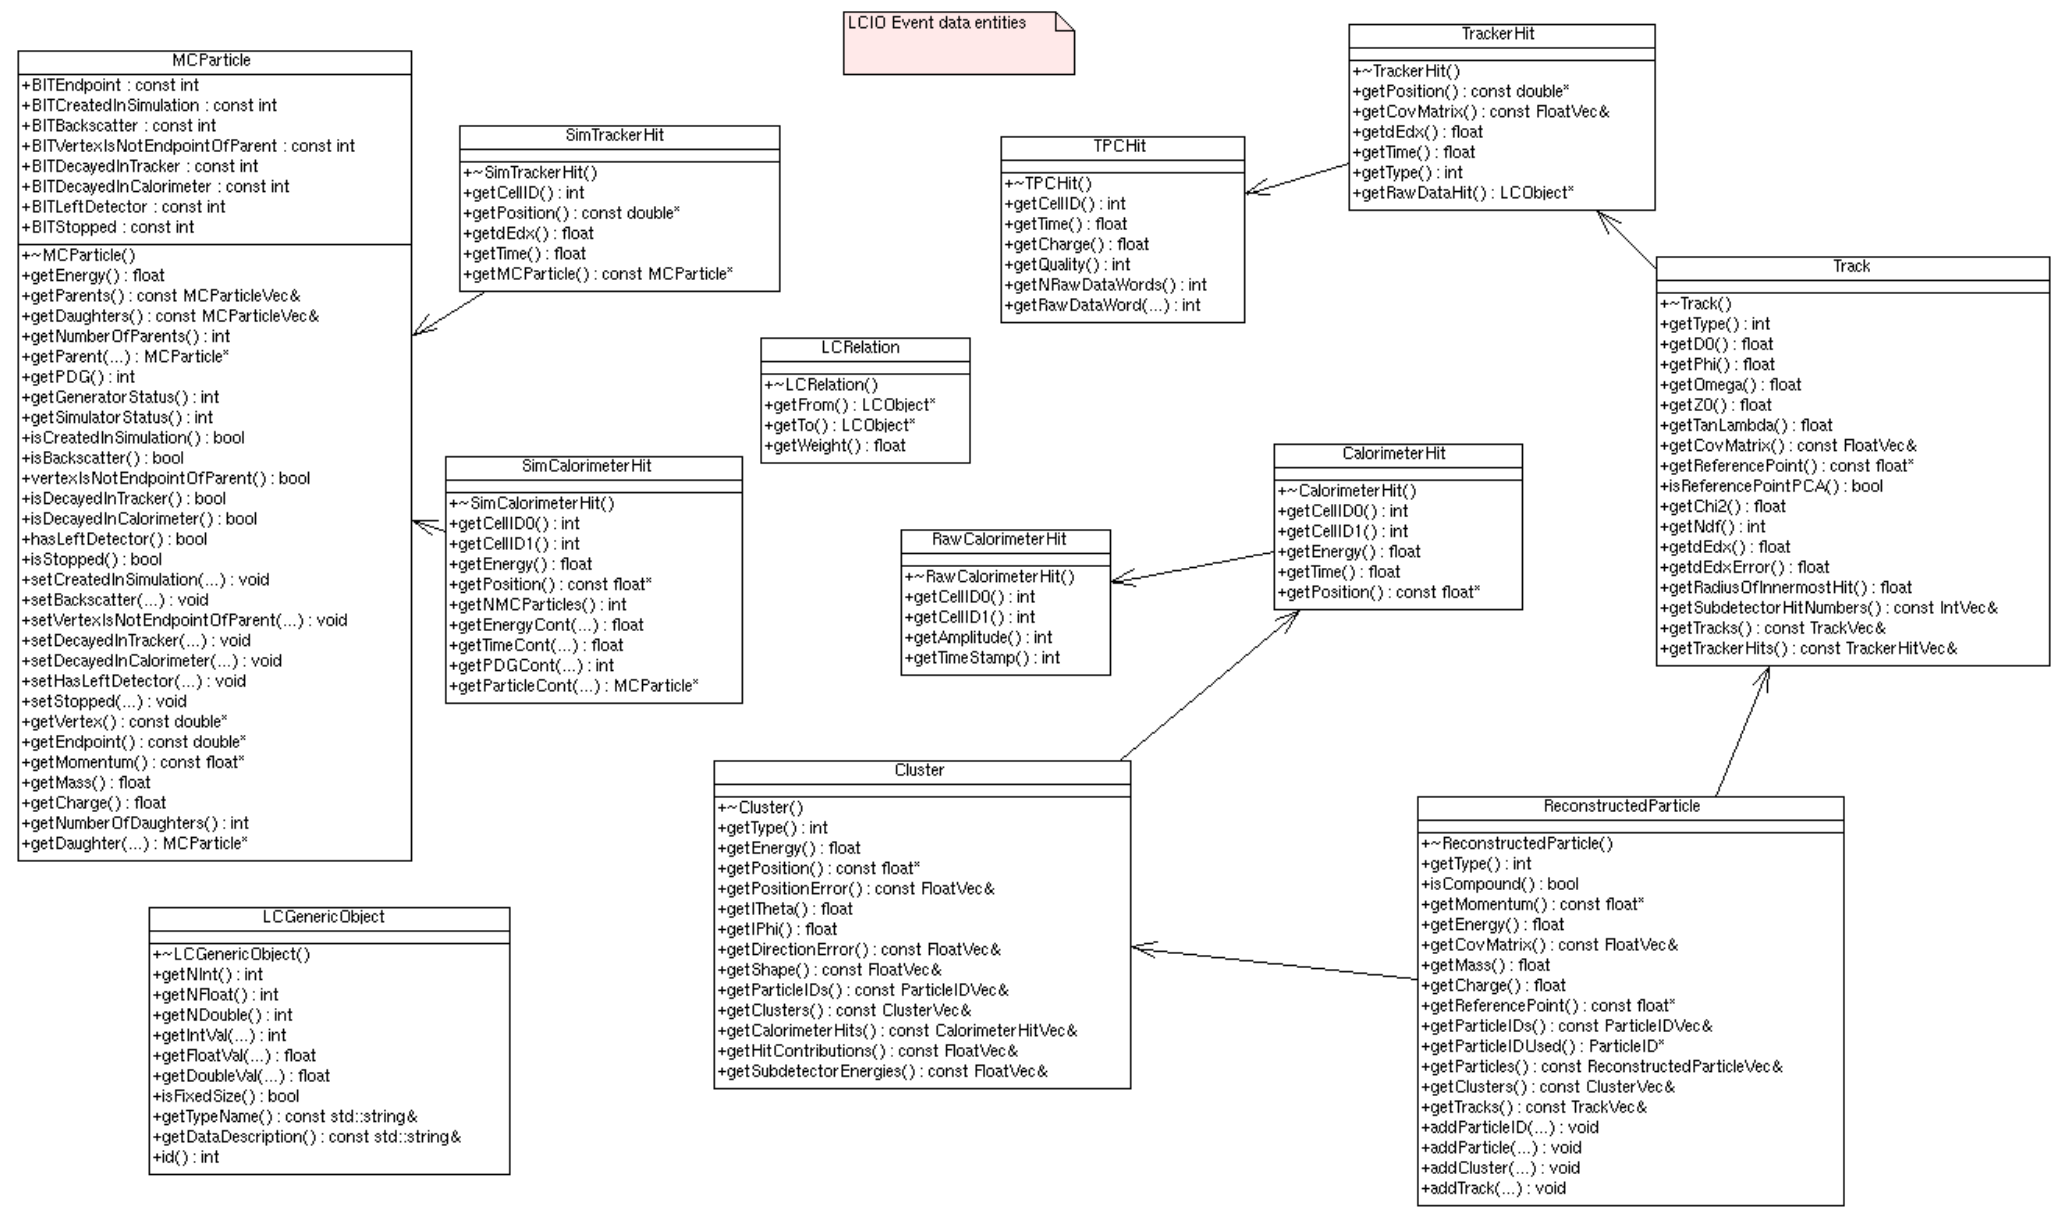 LCIO Event data entities
MCParticle
+BITEndpoint : const int
+BITCreatedInSimulation : const int
+BITBackscatter : const int
+BITVertexIsNotEndpointOfParent : const int
+BITDecayedInTracker : const int
+BITDecayedInCalorimeter : const int
+BITLeftDetector : const int
+BITStopped : const int
+~MCParticle()
+getEnergy() : float
+getParents() : const MCParticleVec&
+getDaughters() : const MCParticleVec&
+getNumberOfParents() : int
+getParent(...) : MCParticle*
+getPDG() : int
+getGeneratorStatus() : int
+getSimulatorStatus() : int
+isCreatedInSimulation() : bool
+isBackscatter() : bool
+vertexIsNotEndpointOfParent() : bool
+isDecayedInTracker() : bool
+isDecayedInCalorimeter() : bool
+hasLeftDetector() : bool
+isStopped() : bool
+setCreatedInSimulation(...) : void
+setBackscatter(...) : void
+setVertexIsNotEndpointOfParent(...) : void
+setDecayedInTracker(...) : void
+setDecayedInCalorimeter(...) : void
+setHasLeftDetector(...) : void
+setStopped(...) : void
+getVertex() : const double*
+getEndpoint() : const double*
+getMomentum() : const float*
+getMass() : float
+getCharge() : float
+getNumberOfDaughters() : int
+getDaughter(...) : MCParticle*
SimTrackerHit
+~SimTrackerHit()
+getCellID() : int
+getPosition() : const double*
+getdEdx() : float
+getTime() : float
+getMCParticle() : const MCParticle*
TPCHit
+~TPCHit()
+getCellID() : int
+getTime() : float
+getCharge() : float
+getQuality() : int
+getNRawDataWords() : int
+getRawDataWord(...) : int
TrackerHit
+~TrackerHit()
+getPosition() : const double*
+getCovMatrix() : const FloatVec&
+getdEdx() : float
+getTime() : float
+getType() : int
+getRawDataHit() : LCObject*
Track
+~Track()
+getType() : int
+getD0() : float
+getPhi() : float
+getOmega() : float
+getZ0() : float
+getTanLambda() : float
+getCovMatrix() : const FloatVec&
+getReferencePoint() : const float*
+isReferencePointPCA() : bool
+getChi2() : float
+getNdf() : int
+getdEdx() : float
+getdEdxError() : float
+getRadiusOfInnermostHit() : float
+getSubdetectorHitNumbers() : const IntVec&
+getTracks() : const TrackVec&
+getTrackerHits() : const TrackerHitVec&
LCRelation
+~LCRelation()
+getFrom() : LCObject*
+getTo() : LCObject*
+getWeight() : float
SimCalorimeterHit
+~SimCalorimeterHit()
+getCellID0() : int
+getCellID1() : int
+getEnergy() : float
+getPosition() : const float*
+getNMCParticles() : int
+getEnergyCont(...) : float
+getTimeCont(...) : float
+getPDGCont(...) : int
+getParticleCont(...) : MCParticle*
RawCalorimeterHit
+~RawCalorimeterHit()
+getCellID0() : int
+getCellID1() : int
+getAmplitude() : int
+getTimeStamp() : int
CalorimeterHit
+~CalorimeterHit()
+getCellID0() : int
+getCellID1() : int
+getEnergy() : float
+getTime() : float
+getPosition() : const float*
Cluster
+~Cluster()
+getType() : int
+getEnergy() : float
+getPosition() : const float*
+getPositionError() : const FloatVec&
+getITheta() : float
+getIPhi() : float
+getDirectionError() : const FloatVec&
+getShape() : const FloatVec&
+getParticleIDs() : const ParticleIDVec&
+getClusters() : const ClusterVec&
+getCalorimeterHits() : const CalorimeterHitVec&
+getHitContributions() : const FloatVec&
+getSubdetectorEnergies() : const FloatVec&
ReconstructedParticle
+~ReconstructedParticle()
+getType() : int
+isCompound() : bool
+getMomentum() : const float*
+getEnergy() : float
+getCovMatrix() : const FloatVec&
+getMass() : float
+getCharge() : float
+getReferencePoint() : const float*
+getParticleIDs() : const ParticleIDVec&
+getParticleIDUsed() : ParticleID*
+getParticles() : const ReconstructedParticleVec&
+getClusters() : const ClusterVec&
+getTracks() : const TrackVec&
+addParticleID(...) : void
+addParticle(...) : void
+addCluster(...) : void
+addTrack(...) : void
LCGenericObject
+~LCGenericObject()
+getNInt() : int
+getNFloat() : int
+getNDouble() : int
+getIntVal(...) : int
+getFloatVal(...) : float
+getDoubleVal(...) : float
+isFixedSize() : bool
+getTypeName() : const std::string&
+getDataDescription() : const std::string&
+id() : int